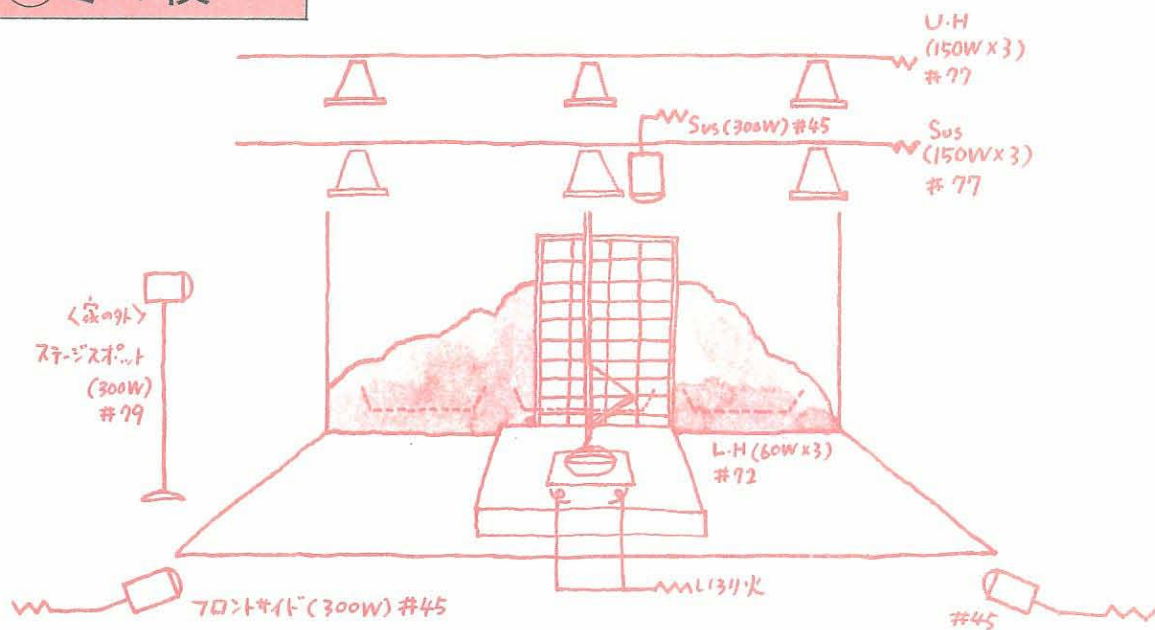 U.H
(150W×3)
#77
Sus(300W)#45
Sus
(150W×3)
#77
〈家の外〉
ステージスポット
(300W)
#79
L.H(60W×3)
#72
いろり火
フロントサイド(300W)#45
#45